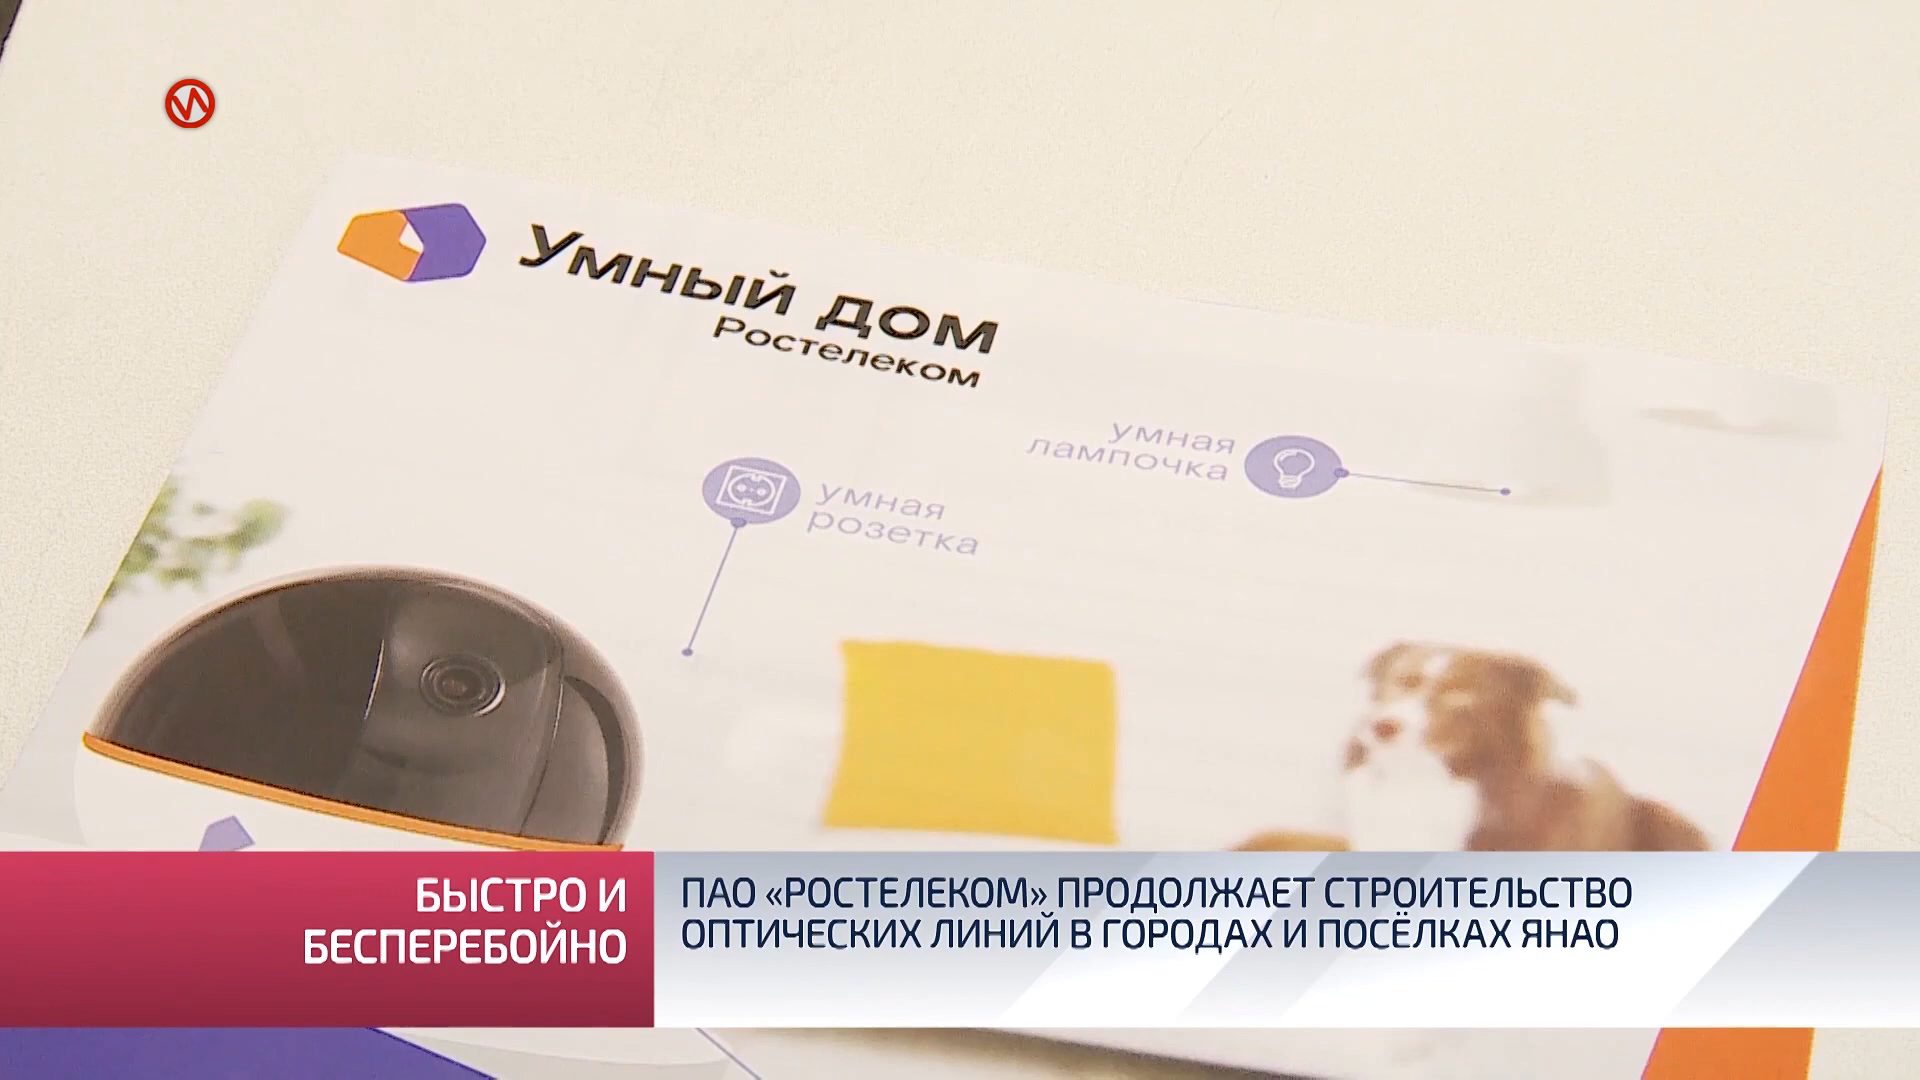 Умный дом
Ростелеком
умная
лампочка
умная
розетка
БЫСТРО И
БЕСПЕРЕБОЙНО
ПАО «РОСТЕЛЕКОМ» ПРОДОЛЖАЕТ СТРОИТЕЛЬСТВО
ОПТИЧЕСКИХ ЛИНИЙ В ГОРОДАХ И ПОСЁЛКАХ ЯНАО